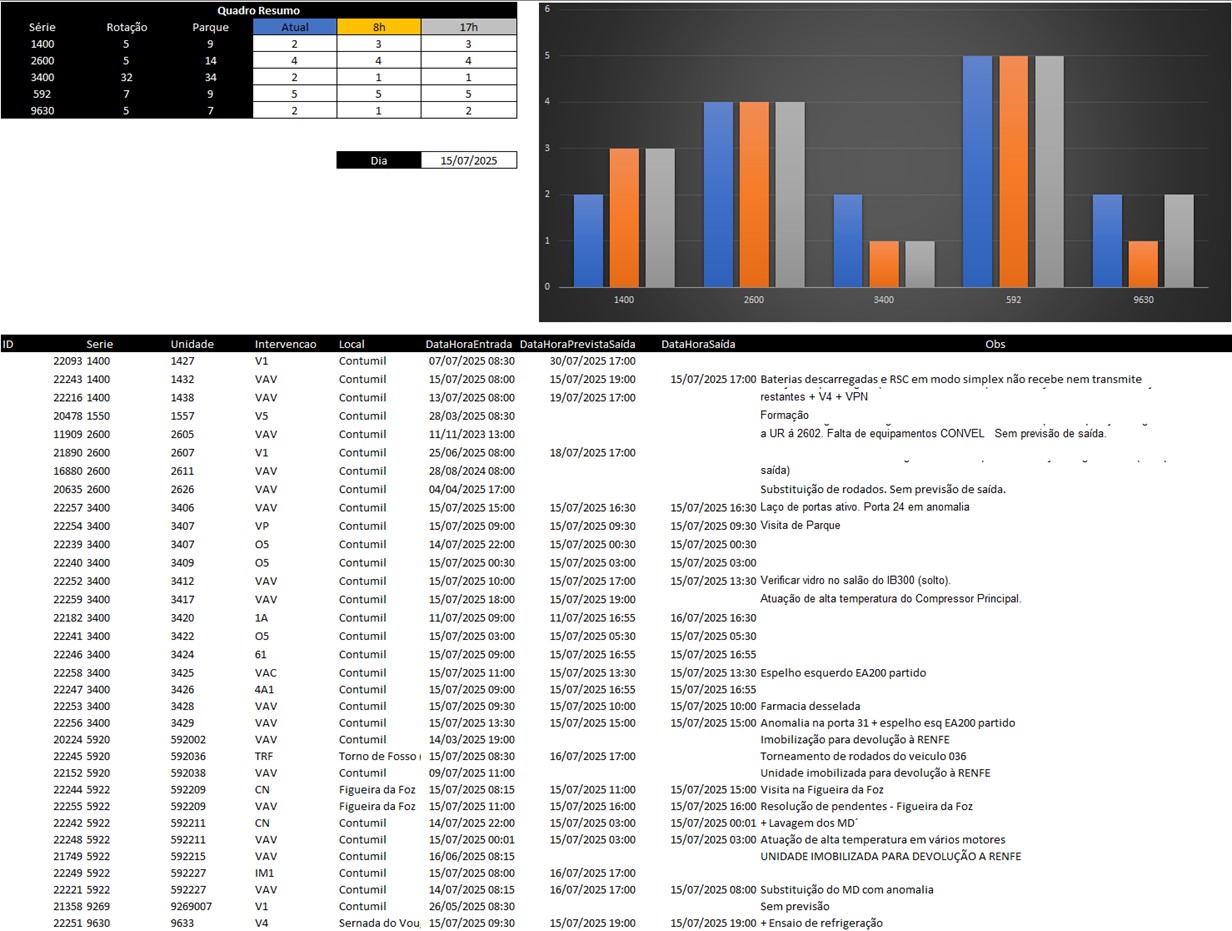 Quadro Resumo
Série Rotação Parque Atual 8h 17h
1400 5 9 2 3 3
2600 5 14 4 4 4
3400 32 34 2 1 1
592 7 9 5 5 5
9630 5 7 2 1 2
Dia 15/07/2025
6
5
4
3
2
1
0
1400 2600 3400 592 9630
ID Serie Unidade Intervencao Local DataHoraEntrada DataHoraPrevistaSaída DataHoraSaída Obs
22093 1400 1427 V1 Contumil 07/07/2025 08:30 30/07/2025 17:00
22243 1400 1432 VAV Contumil 15/07/2025 08:00 15/07/2025 19:00 15/07/2025 17:00 Baterias descarregadas e RSC em modo simplex não recebe nem transmite
22216 1400 1438 VAV Contumil 13/07/2025 08:00 19/07/2025 17:00 restantes + V4 + VPN
20478 1550 1557 V5 Contumil 28/03/2025 08:30 Formação
11909 2600 2605 VAV Contumil 11/11/2023 13:00 a UR á 2602. Falta de equipamentos CONVEL Sem previsão de saída.
21890 2600 2607 V1 Contumil 25/06/2025 08:00 18/07/2025 17:00
16880 2600 2611 VAV Contumil 28/08/2024 08:00 saída)
20635 2600 2626 VAV Contumil 04/04/2025 17:00 Substituição de rodados. Sem previsão de saída.
22257 3400 3406 VAV Contumil 15/07/2025 15:00 15/07/2025 16:30 15/07/2025 16:30 Laço de portas ativo. Porta 24 em anomalia
22254 3400 3407 VP Contumil 15/07/2025 09:00 15/07/2025 09:30 15/07/2025 09:30 Visita de Parque
22239 3400 3407 O5 Contumil 14/07/2025 22:00 15/07/2025 00:30 15/07/2025 00:30
22240 3400 3409 O5 Contumil 15/07/2025 00:30 15/07/2025 03:00 15/07/2025 03:00
22252 3400 3412 VAV Contumil 15/07/2025 10:00 15/07/2025 17:00 15/07/2025 13:30 Verificar vidro no salão do IB300 (solto).
22259 3400 3417 VAV Contumil 15/07/2025 18:00 15/07/2025 19:00 Atuação de alta temperatura do Compressor Principal.
22182 3400 3420 1A Contumil 11/07/2025 09:00 11/07/2025 16:55 16/07/2025 16:30
22241 3400 3422 O5 Contumil 15/07/2025 03:00 15/07/2025 05:30 15/07/2025 05:30
22246 3400 3424 61 Contumil 15/07/2025 09:00 15/07/2025 16:55 15/07/2025 16:55
22258 3400 3425 VAC Contumil 15/07/2025 11:00 15/07/2025 13:30 15/07/2025 13:30 Espelho esquerdo EA200 partido
22247 3400 3426 4A1 Contumil 15/07/2025 09:00 15/07/2025 16:55 15/07/2025 16:55
22253 3400 3428 VAV Contumil 15/07/2025 09:30 15/07/2025 10:00 15/07/2025 10:00 Farmacia desselada
22256 3400 3429 VAV Contumil 15/07/2025 13:30 15/07/2025 15:00 15/07/2025 15:00 Anomalia na porta 31 + espelho esq EA200 partido
20224 5920 592002 VAV Contumil 14/03/2025 19:00 Imobilização para devolução à RENFE
22245 5920 592036 TRF Torno de Fosso ( 15/07/2025 08:30 16/07/2025 17:00 Torneamento de rodados do veiculo 036
22152 5920 592038 VAV Contumil 09/07/2025 11:00 Unidade imobilizada para devolução à RENFE
22244 5922 592209 CN Figueira da Foz 15/07/2025 08:15 15/07/2025 11:00 15/07/2025 15:00 Visita na Figueira da Foz
22255 5922 592209 VAV Figueira da Foz 15/07/2025 11:00 15/07/2025 16:00 15/07/2025 16:00 Resolução de pendentes - Figueira da Foz
22242 5922 592211 CN Contumil 14/07/2025 22:00 15/07/2025 03:00 15/07/2025 00:01 + Lavagem dos MD´
22248 5922 592211 VAV Contumil 15/07/2025 00:01 15/07/2025 03:00 15/07/2025 03:00 Atuação de alta temperatura em vários motores
21749 5922 592215 VAV Contumil 16/06/2025 08:15 UNIDADE IMOBILIZADA PARA DEVOLUÇÃO A RENFE
22249 5922 592227 IM1 Contumil 15/07/2025 08:00 16/07/2025 17:00
22221 5922 592227 VAV Contumil 14/07/2025 08:15 16/07/2025 17:00 15/07/2025 08:00 Substituição do MD com anomalia
21358 9269 9269007 V1 Contumil 26/05/2025 08:30 Sem previsão
22251 9630 9633 V4 Sernada do Vou 15/07/2025 09:30 15/07/2025 19:00 15/07/2025 19:00 + Ensaio de refrigeração